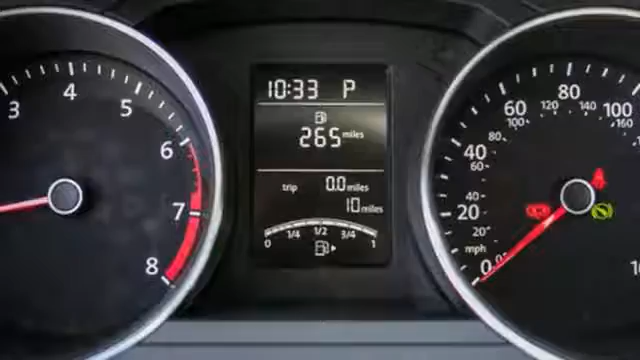 3 4 5 6 7 8
10:33 P
265 miles
trip 0.0 miles
10 miles
0 1/4 1/2 3/4 1
0 20 40 60 80 100
20 40 60 80 100 120 140 160
mph